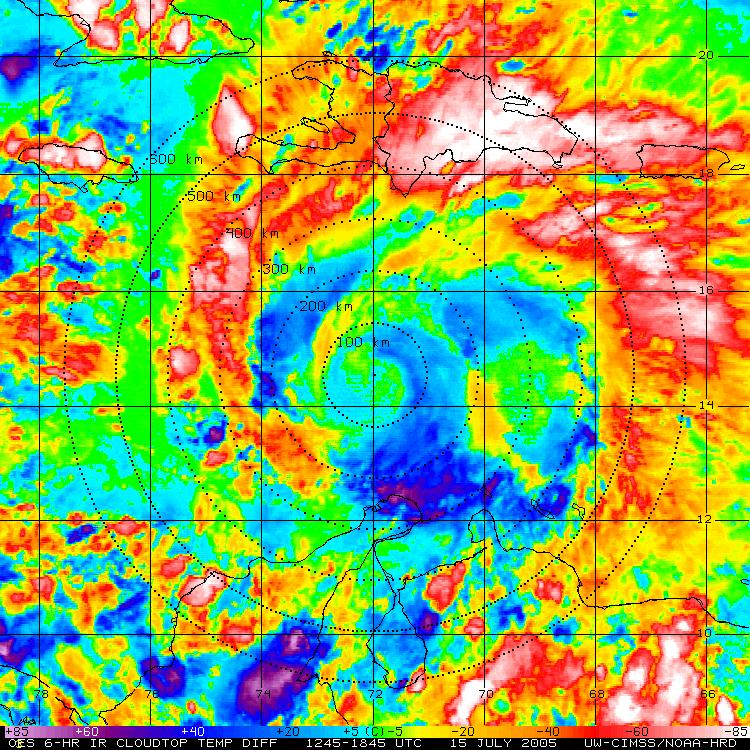 20
600 km
18
500 km
400 km
300 km
16
200 km
100 km
14
12
10
78 76 74 72 70 68 66
+85 +60 +40 +20 +5 (C) -5 -20 -40 -60 -85
GOES 6-HR IR CLOUDTOP TEMP DIFF 1245-1845 UTC 15 JULY 2005 UW-CIMSS/NOAA-HRD